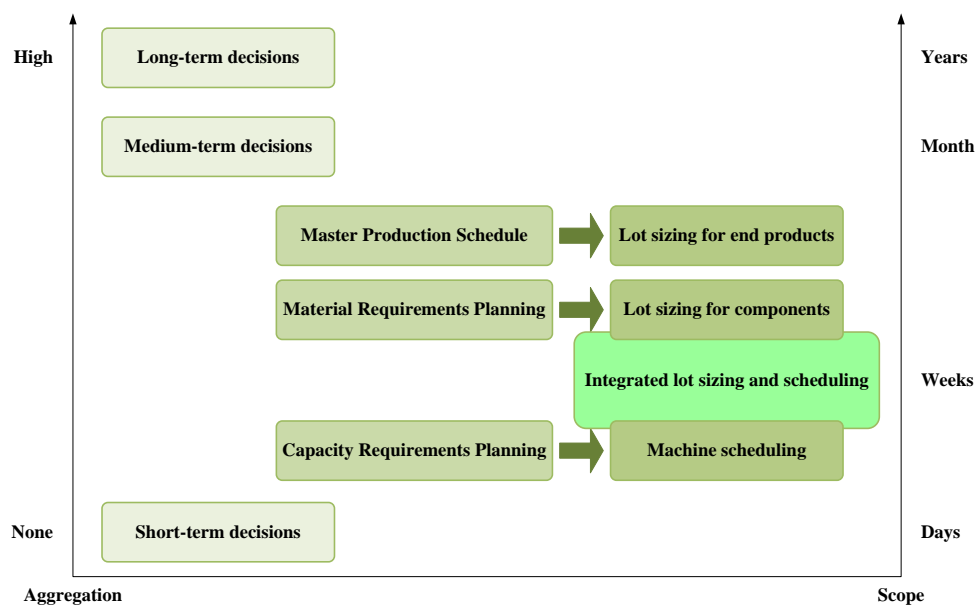 High
Long-term decisions
Years
Medium-term decisions
Month
Master Production Schedule
Lot sizing for end products
Material Requirements Planning
Lot sizing for components
Integrated lot sizing and scheduling
Weeks
Capacity Requirements Planning
Machine scheduling
None
Short-term decisions
Days
Aggregation
Scope